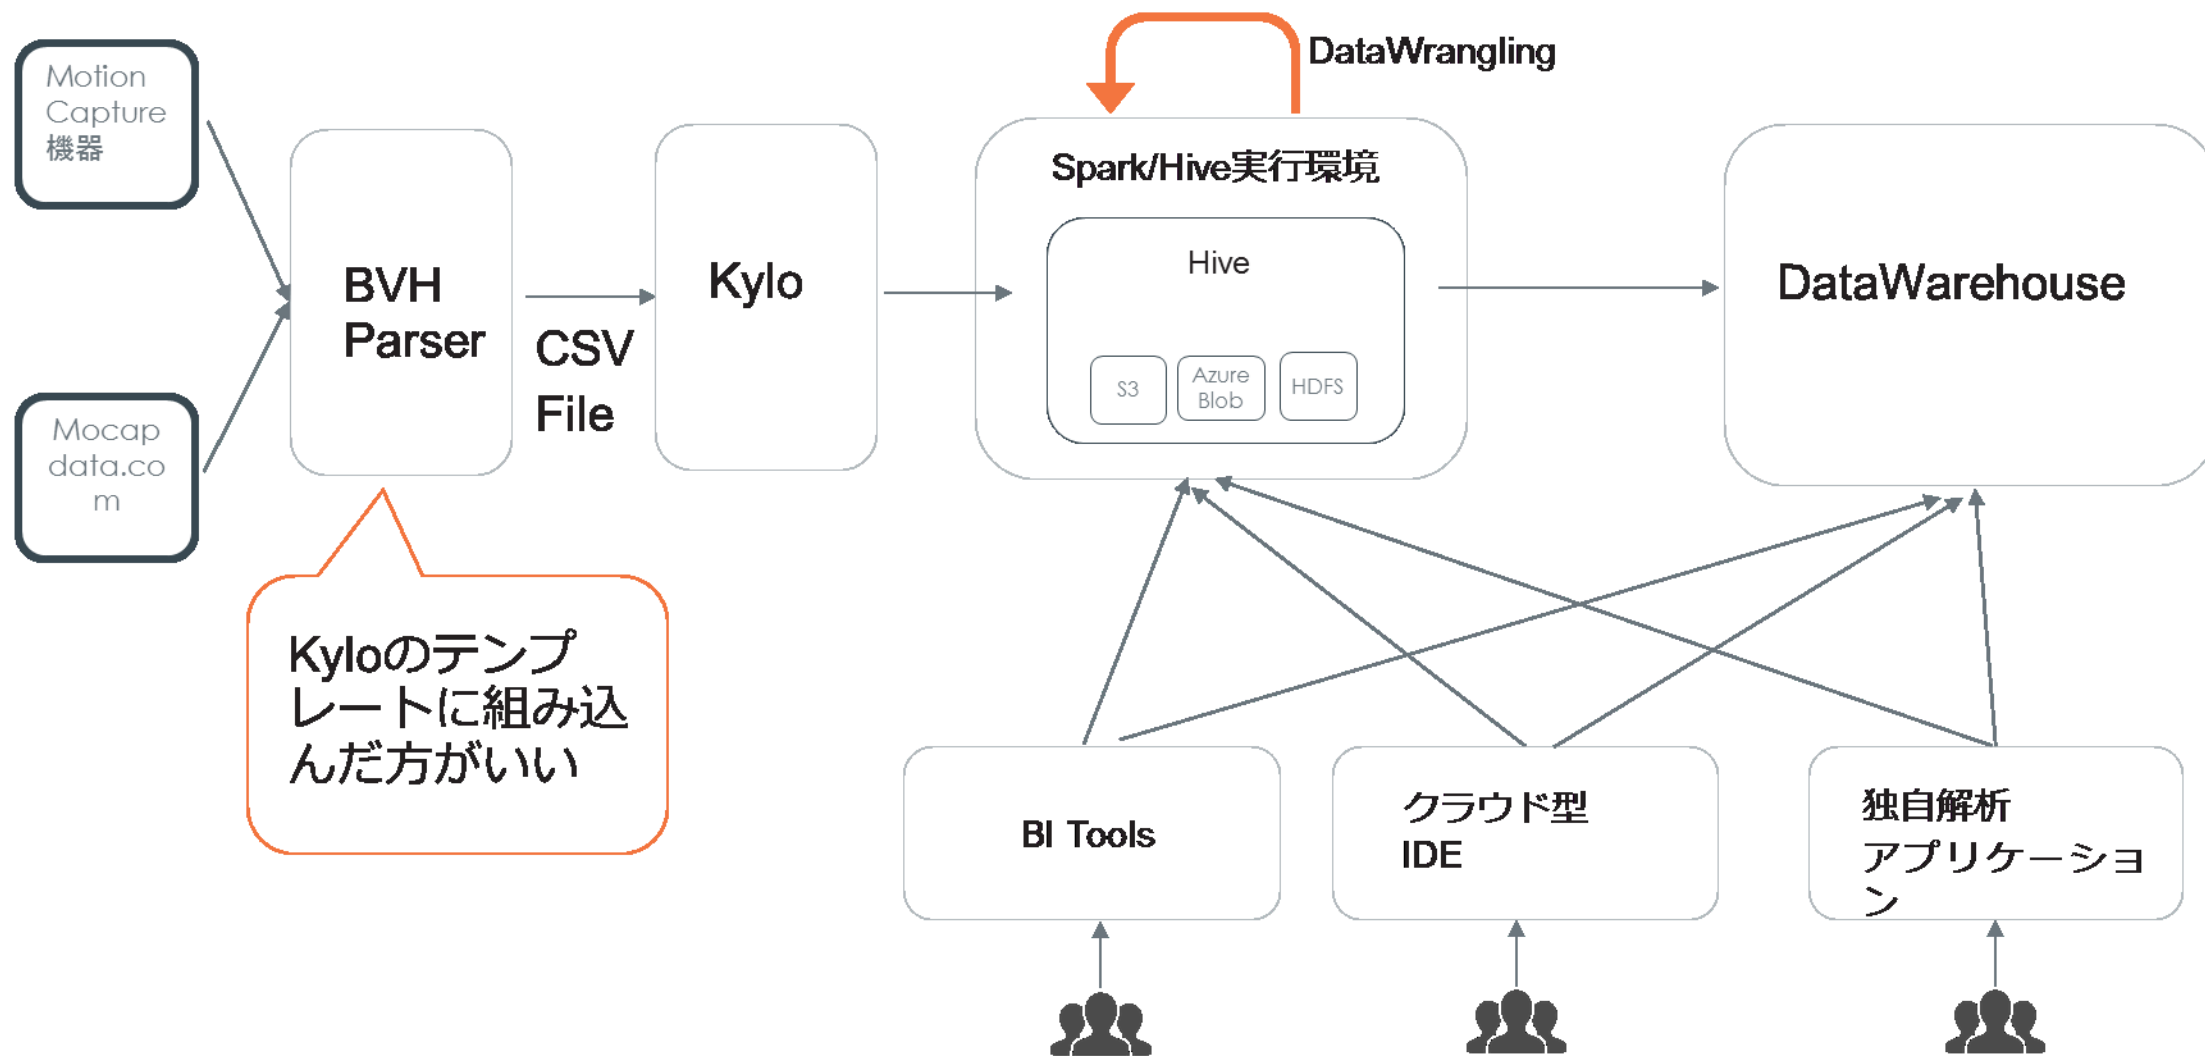 Motion
Capture
機器
Mocap
data.co
m
BVH
Parser
CSV
File
Kylo
DataWrangling
Spark/Hive実行環境
Hive
S3
Azure
Blob
HDFS
DataWarehouse
Kyloのテンプ
レートに組み込
んだ方がいい
BI Tools
クラウド型
IDE
独自解析
アプリケーショ
ン